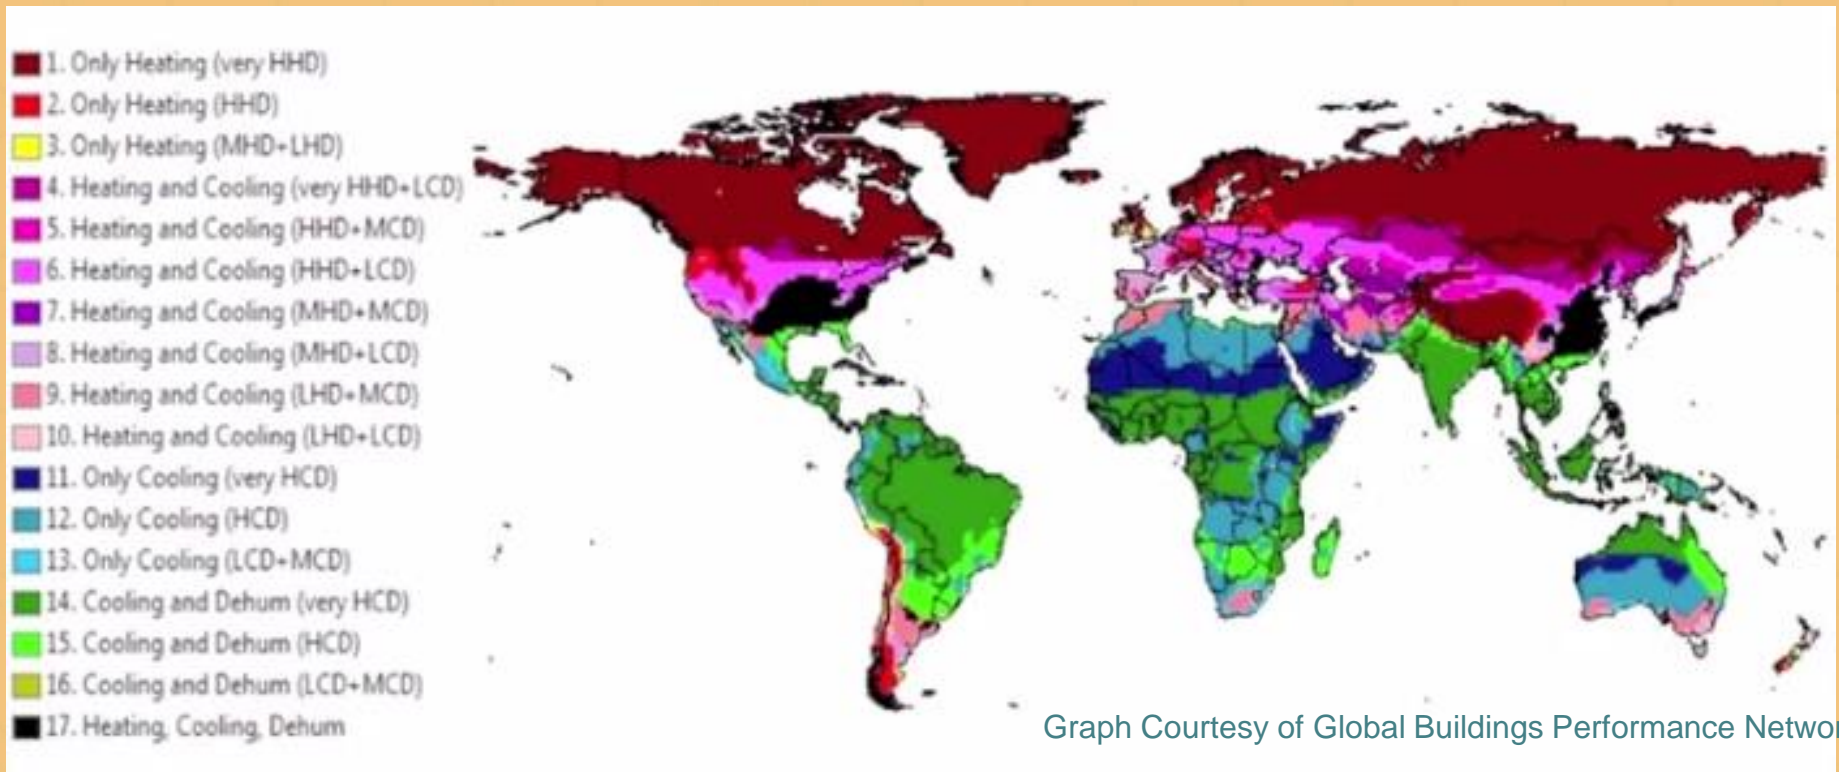 1. Only Heating (very HHD)
2. Only Heating (HHD)
3. Only Heating (MHD+LHD)
4. Heating and Cooling (very HHD+LCD)
5. Heating and Cooling (HHD+MCD)
6. Heating and Cooling (HHD+LCD)
7. Heating and Cooling (MHD+MCD)
8. Heating and Cooling (MHD+LCD)
9. Heating and Cooling (LHD+MCD)
10. Heating and Cooling (LHD+LCD)
11. Only Cooling (very HCD)
12. Only Cooling (HCD)
13. Only Cooling (LCD+MCD)
14. Cooling and Dehum (very HCD)
15. Cooling and Dehum (HCD)
16. Cooling and Dehum (LCD+MCD)
17. Heating, Cooling, Dehum
Graph Courtesy of Global Buildings Performance Networ